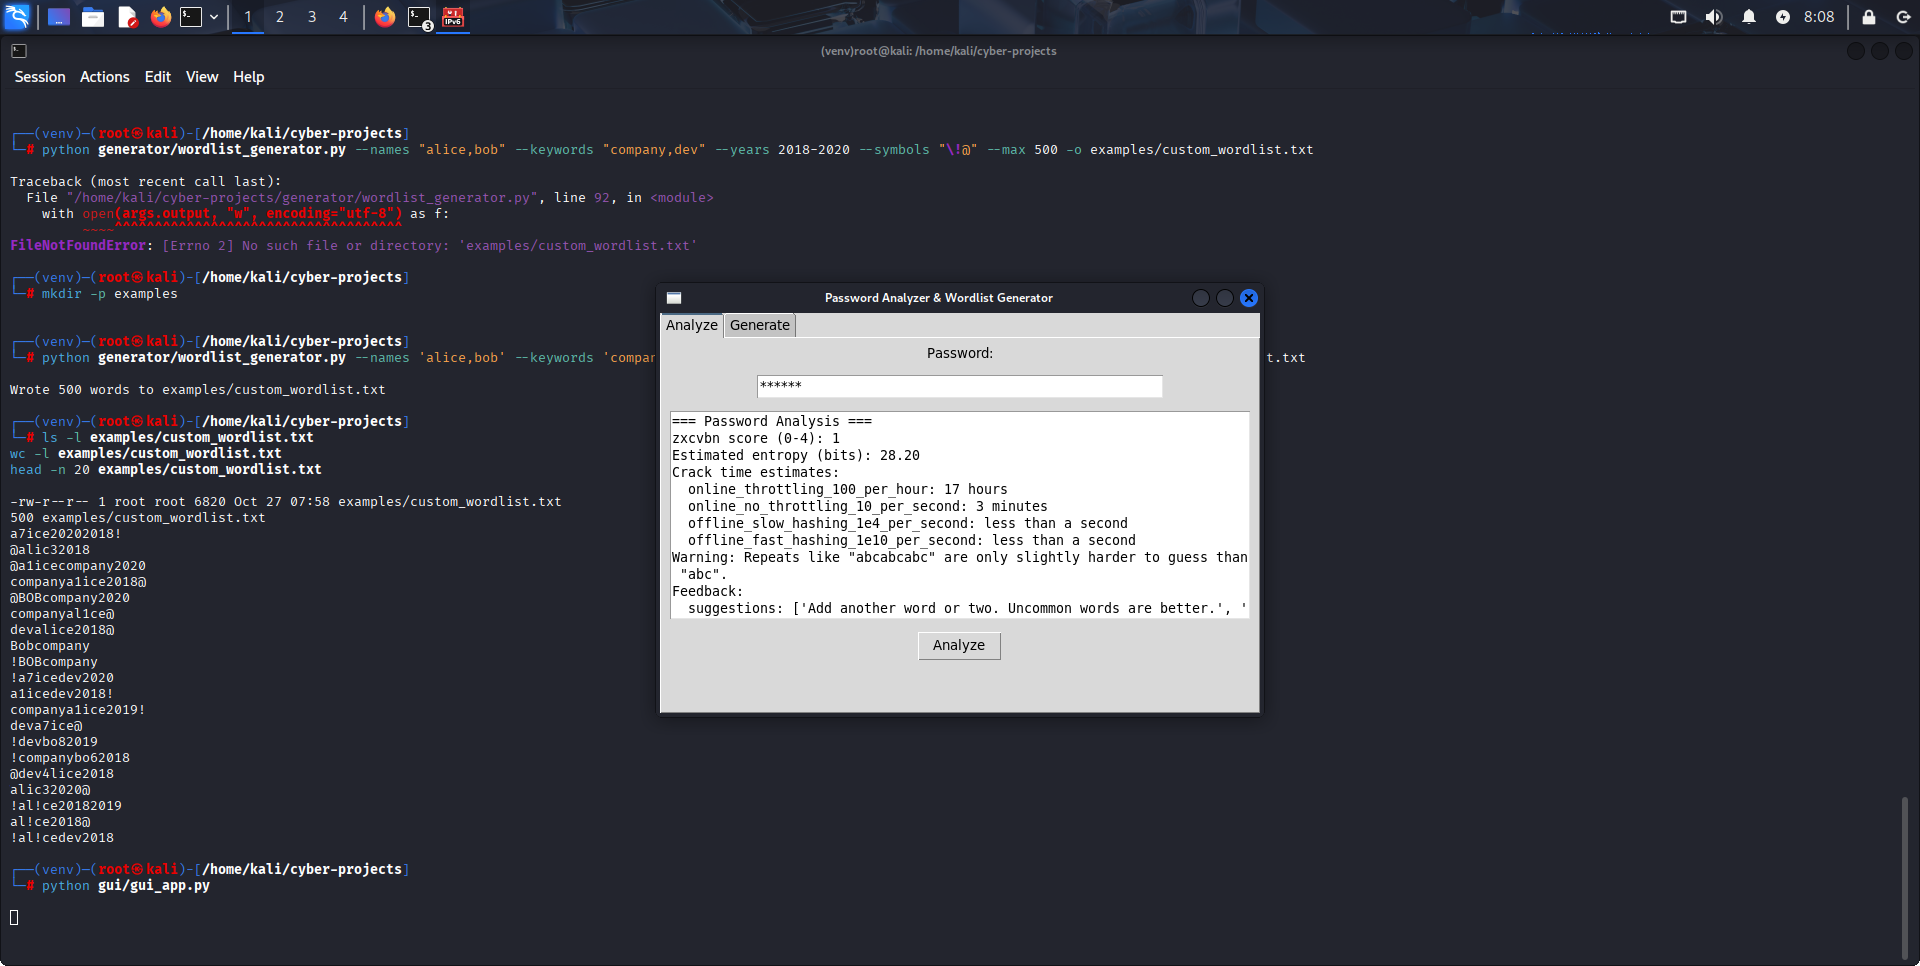 1 2 3 4
3
IPv6
8:08
(venv)root@kali: /home/kali/cyber-projects
Session Actions Edit View Help
┌──(venv)─(root㉿kali)-[/home/kali/cyber-projects]
└─# python generator/wordlist_generator.py --names "alice,bob" --keywords "company,dev" --years 2018-2020 --symbols "\!@" --max 500 -o examples/custom_wordlist.txt
Traceback (most recent call last):
  File "/home/kali/cyber-projects/generator/wordlist_generator.py", line 92, in <module>
    with open(args.output, "w", encoding="utf-8") as f:
         ~~~~^^^^^^^^^^^^^^^^^^^^^^^^^^^^^^^^^^^^
FileNotFoundError: [Errno 2] No such file or directory: 'examples/custom_wordlist.txt'
┌──(venv)─(root㉿kali)-[/home/kali/cyber-projects]
└─# mkdir -p examples
┌──(venv)─(root㉿kali)-[/home/kali/cyber-projects]
└─# python generator/wordlist_generator.py --names 'alice,bob' --keywords 'compan
t.txt
Wrote 500 words to examples/custom_wordlist.txt
┌──(venv)─(root㉿kali)-[/home/kali/cyber-projects]
└─# ls -l examples/custom_wordlist.txt
wc -l examples/custom_wordlist.txt
head -n 20 examples/custom_wordlist.txt
-rw-r--r-- 1 root root 6820 Oct 27 07:58 examples/custom_wordlist.txt
500 examples/custom_wordlist.txt
a7ice20202018!
@alic32018
@a1icecompany2020
companya1ice2018@
@BOBcompany2020
companyal1ce@
devalice2018@
Bobcompany
!BOBcompany
!a7icedev2020
a1icedev2018!
companya1ice2019!
deva7ice@
!devbo82019
!companybo62018
@dev4lice2018
alic32020@
!al!ce20182019
al!ce2018@
!al!cedev2018
┌──(venv)─(root㉿kali)-[/home/kali/cyber-projects]
└─# python gui/gui_app.py
Password Analyzer & Wordlist Generator
Analyze Generate
Password:
******
=== Password Analysis ===
zxcvbn score (0-4): 1
Estimated entropy (bits): 28.20
Crack time estimates:
  online_throttling_100_per_hour: 17 hours
  online_no_throttling_10_per_second: 3 minutes
  offline_slow_hashing_1e4_per_second: less than a second
  offline_fast_hashing_1e10_per_second: less than a second
Warning: Repeats like "abcabcabc" are only slightly harder to guess than
 "abc".
Feedback:
  suggestions: ['Add another word or two. Uncommon words are better.', '
Analyze